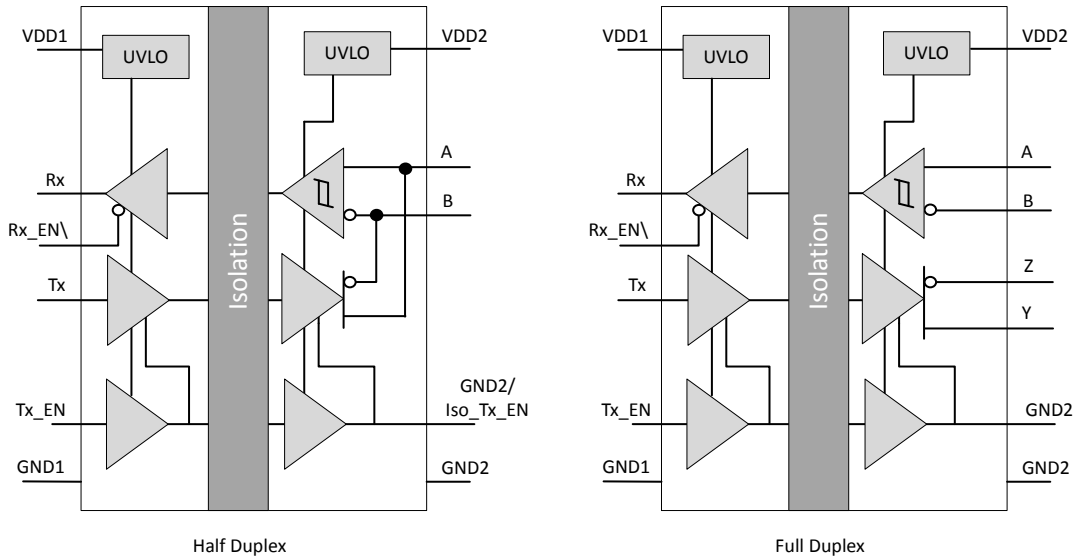 VDD1
UVLO
UVLO
VDD2
A
Rx
B
Rx_EN\
Isolation
Tx
GND2/
Iso_Tx_EN
Tx_EN
GND1
GND2
Half Duplex
VDD1
UVLO
UVLO
VDD2
A
Rx
B
Rx_EN\
Isolation
Z
Tx
Y
Tx_EN
GND2
GND1
GND2
Full Duplex